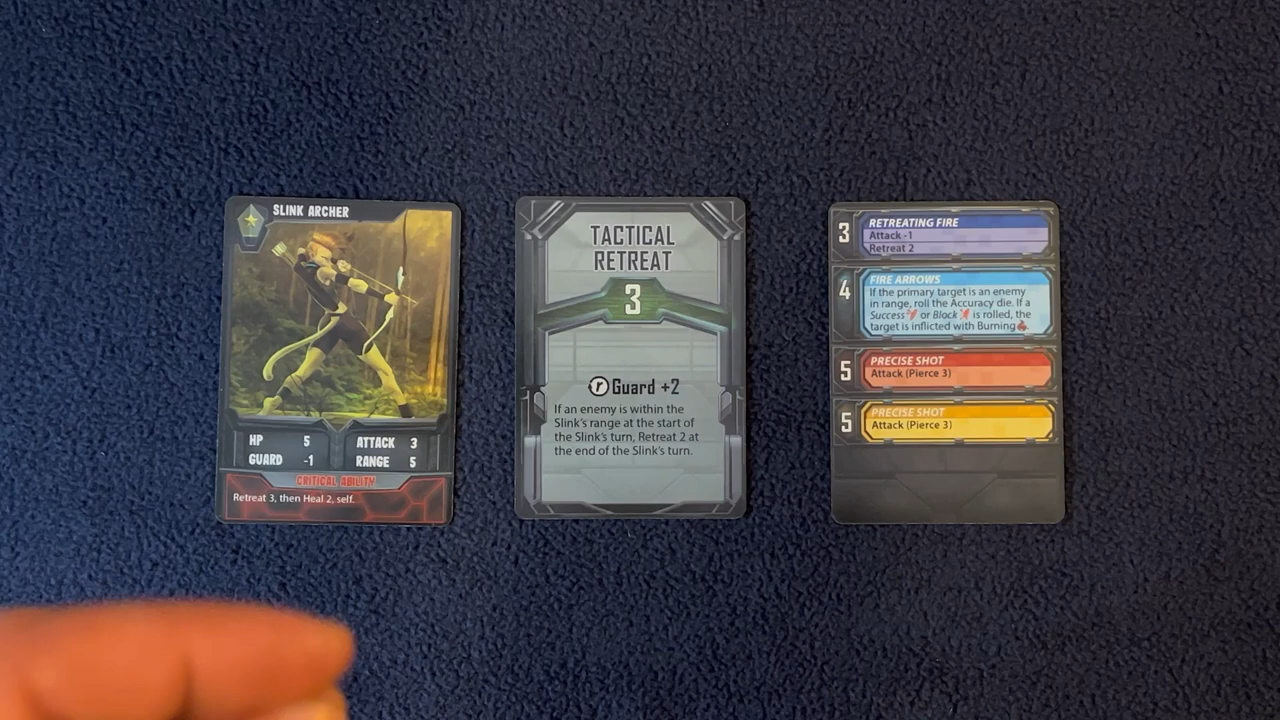 SLINK ARCHER
HP 5
GUARD -1
ATTACK 3
RANGE 5
CRITICAL ABILITY
Retreat 3, then Heal 2, self.
TACTICAL
RETREAT
3
r Guard +2
If an enemy is within the
Slink's range at the start of
the Slink's turn, Retreat 2 at
the end of the Slink's turn.
3 RETREATING FIRE
Attack -1
Retreat 2
4 FIRE ARROWS
If the primary target is an enemy
in range, roll the Accuracy die. If a
Success or Block is rolled, the
target is inflicted with Burning.
5 PRECISE SHOT
Attack (Pierce 3)
5 PRECISE SHOT
Attack (Pierce 3)